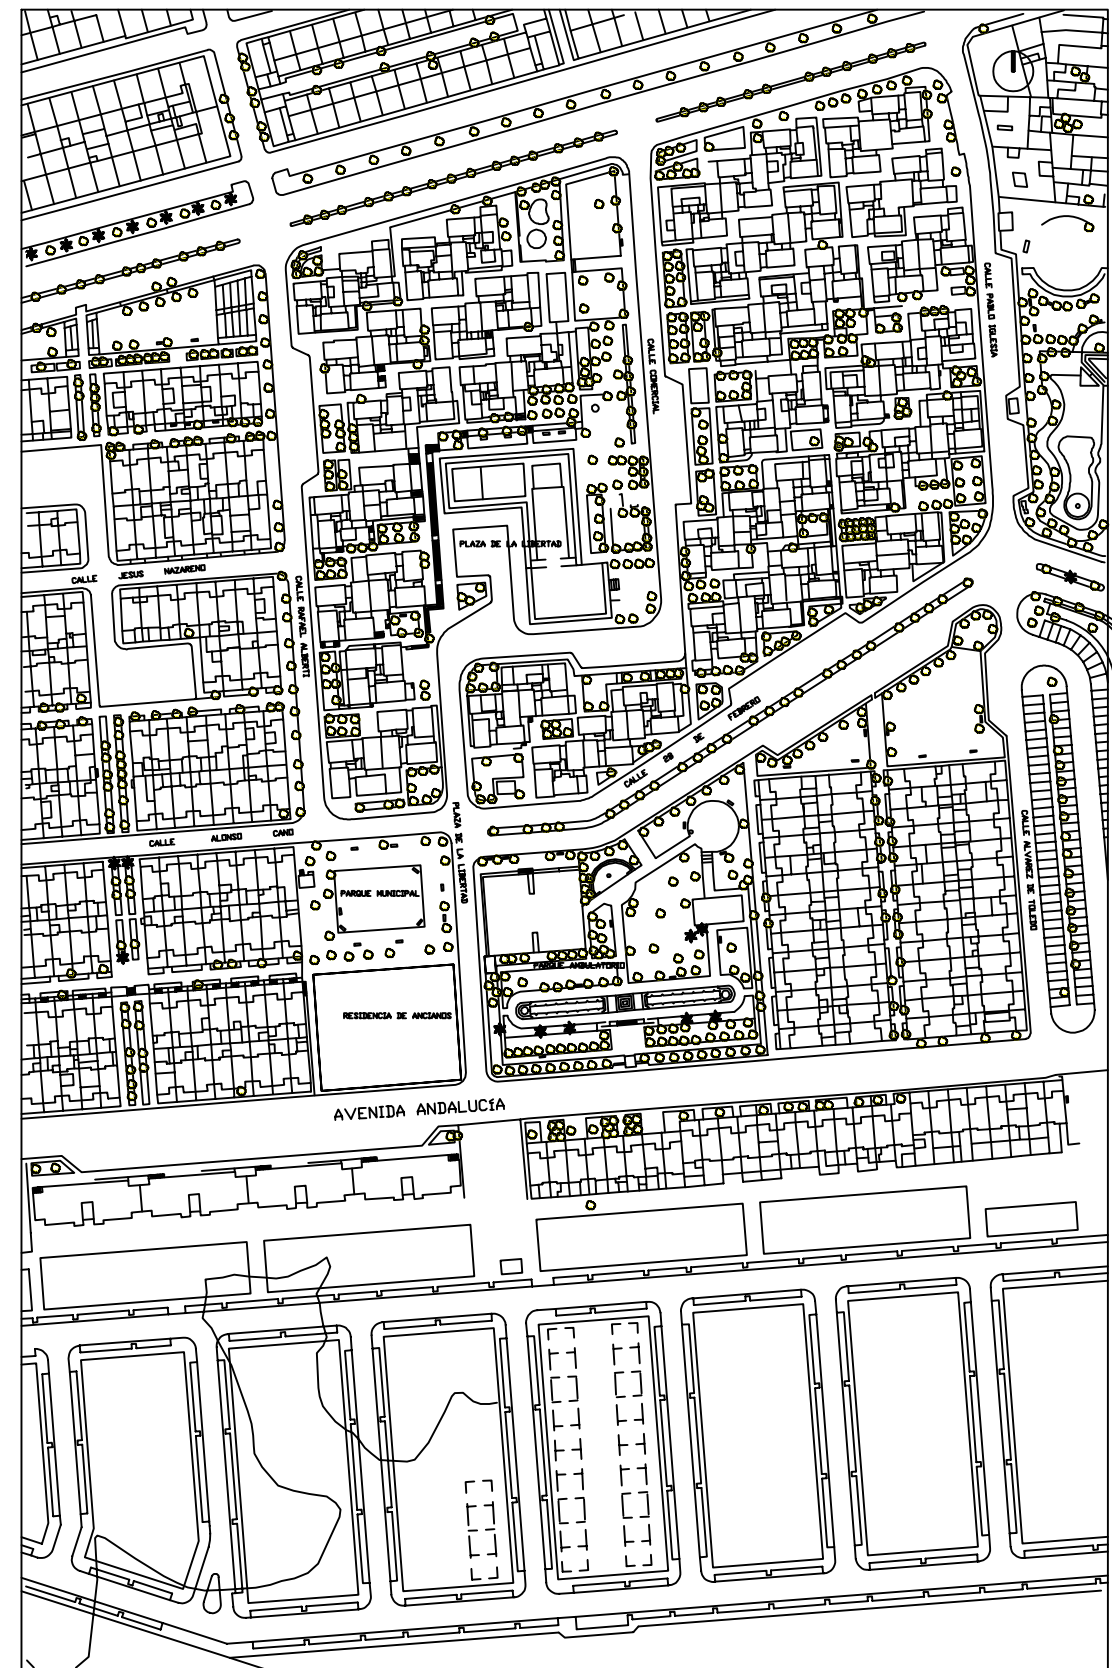 CALLE PABLO IGLESIA
CALLE COMERCIAL
PLAZA DE LA LIBERTAD
CALLE JESUS NAZARENO
CALLE RAFAEL ALBERTI
CALLE 28 DE FEBRERO
PLAZA DE LA LIBERTAD
CALLE ALONSO CANO
CALLE ALVAREZ DE TOLEDO
PARQUE MUNICIPAL
PARQUE AMBULATORIO
RESIDENCIA DE ANCIANOS
AVENIDA ANDALUCíA